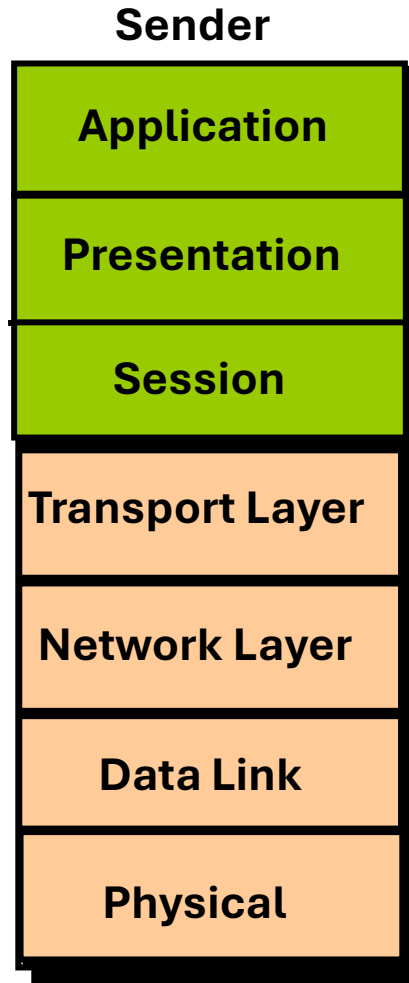 Sender
Application
Presentation
Session
Transport Layer
Network Layer
Data Link
Physical